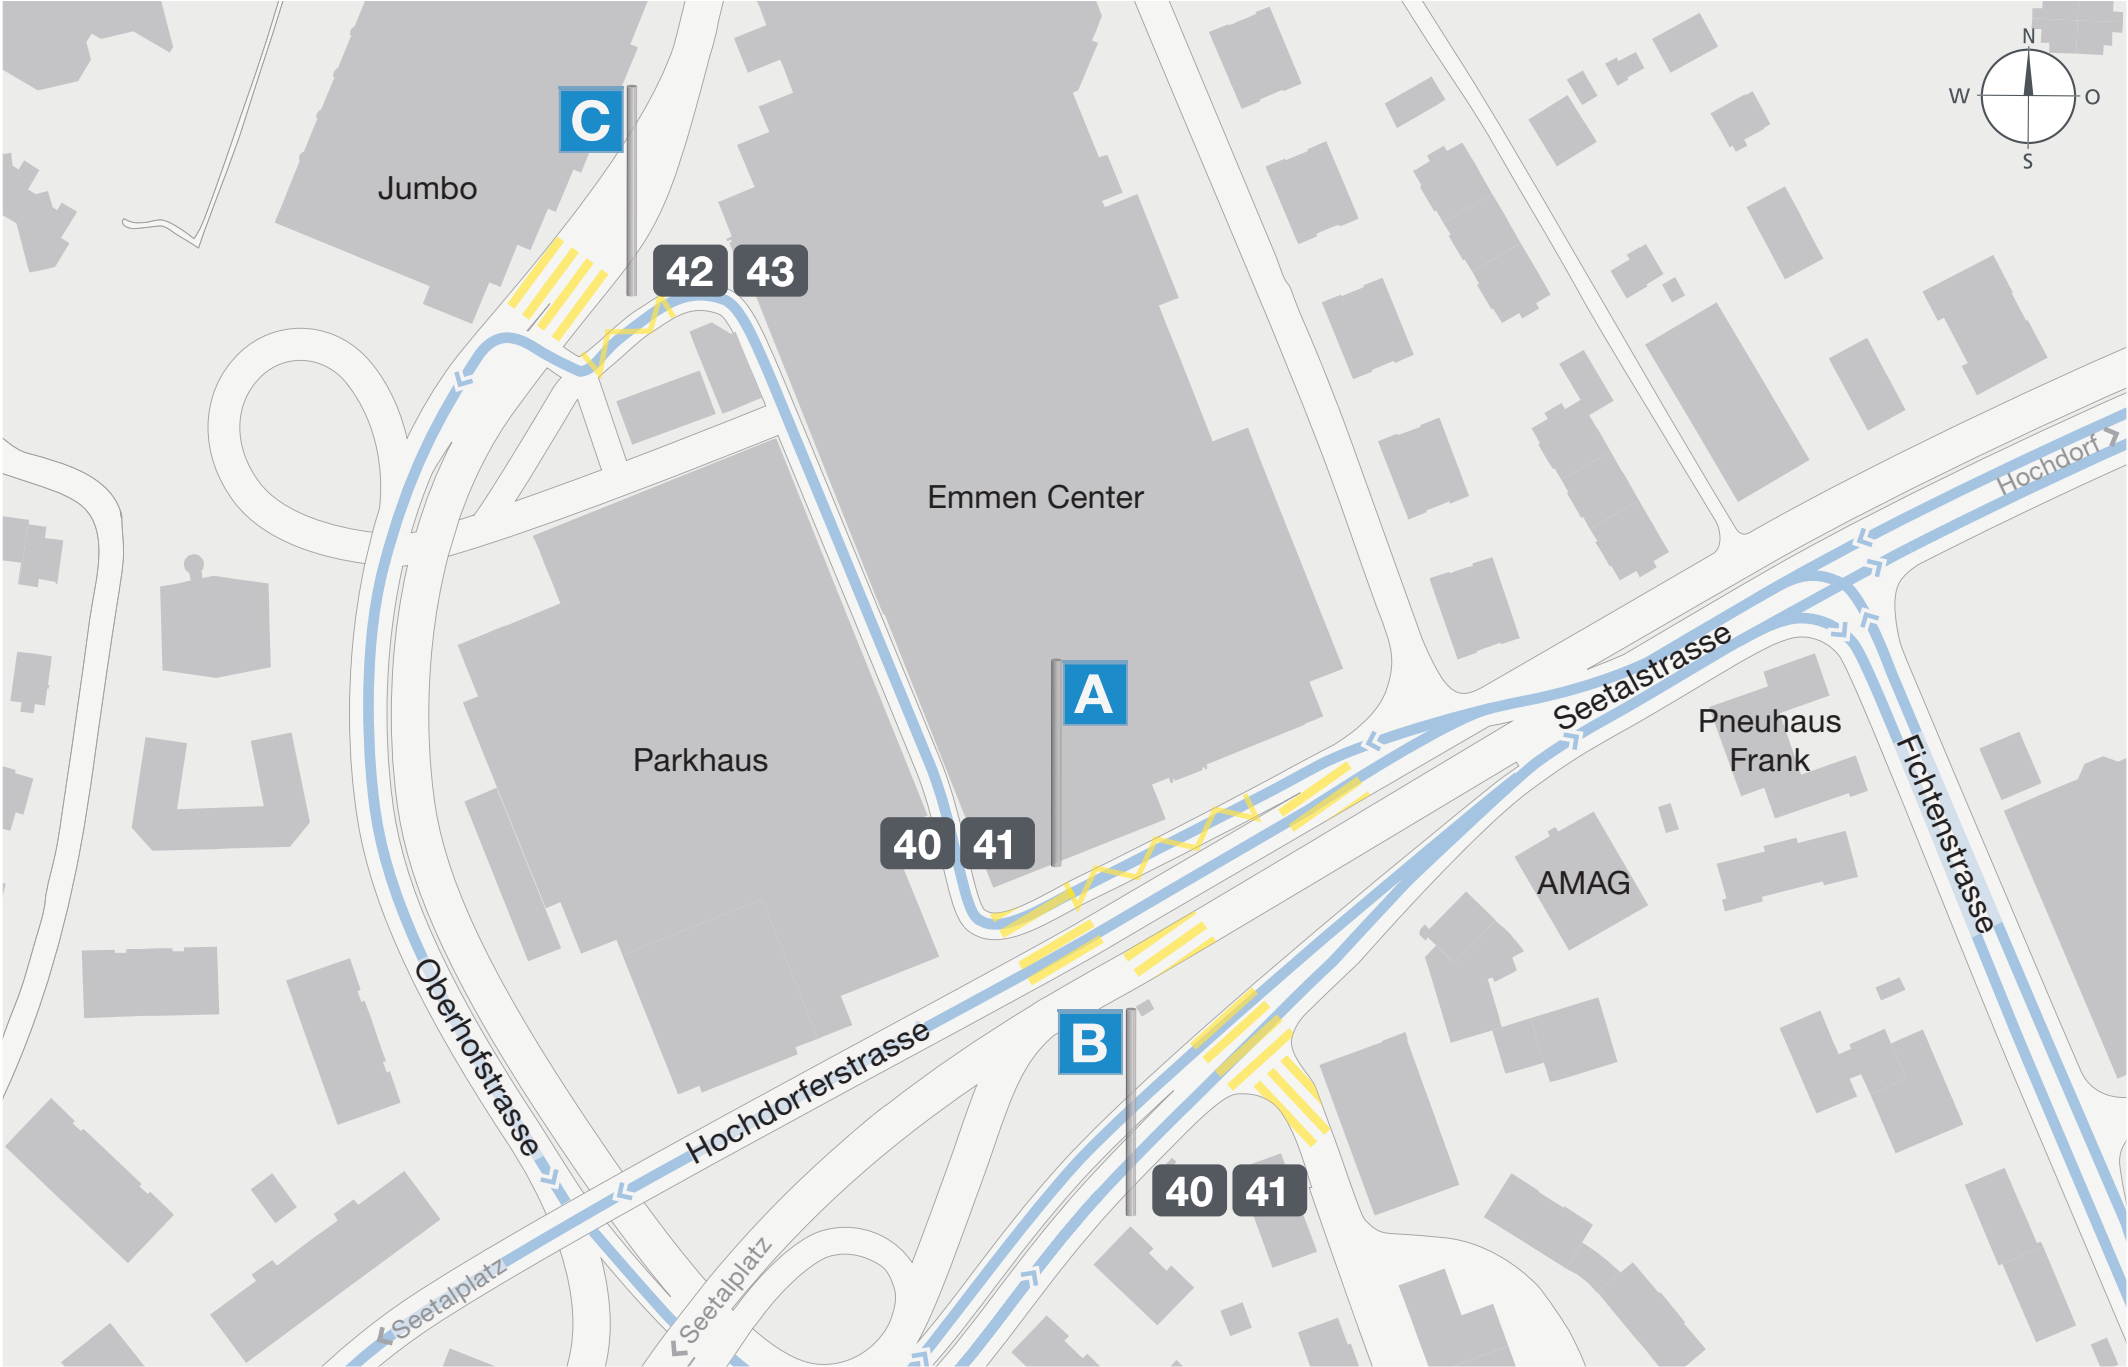 N
W O
S
C
Jumbo
42 43
Hochdorf
Emmen Center
Seetalstrasse
A
Pneuhaus
Frank
Parkhaus
Fichtenstrasse
40 41
AMAG
B
Oberhofstrasse
Hochdorferstrasse
40 41
Seetalplatz
Seetalplatz